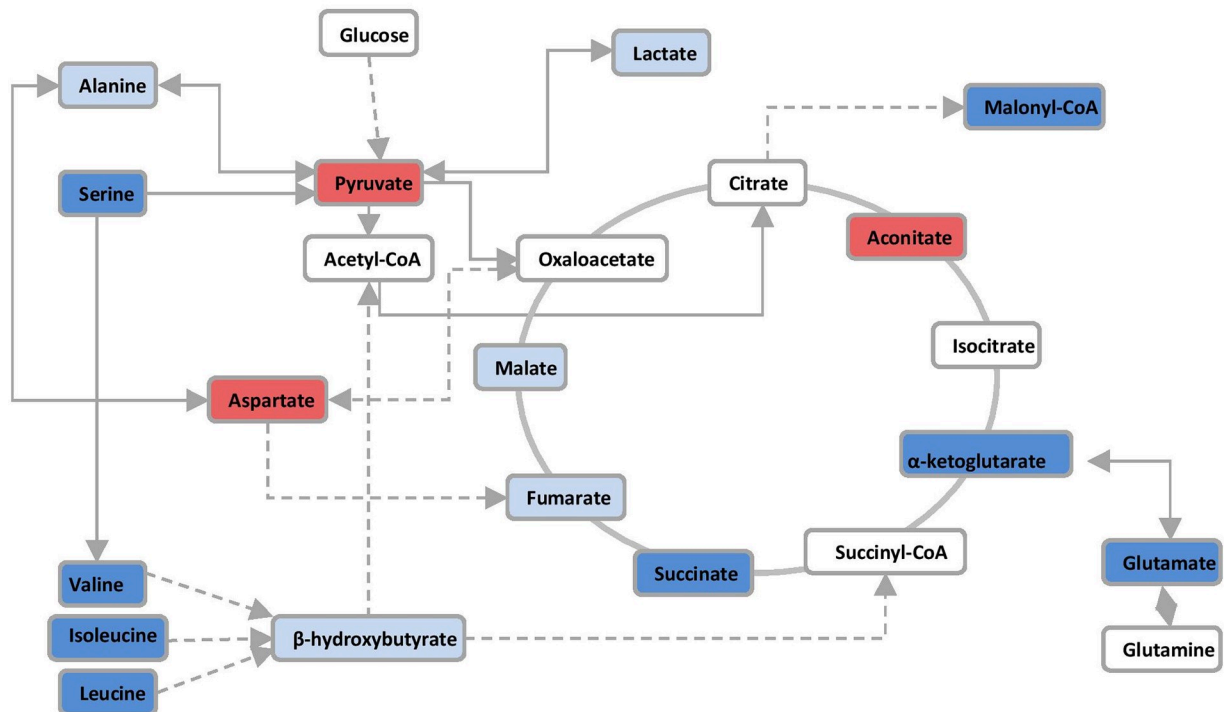 Glucose
Lactate
Alanine
Malonyl-CoA
Pyruvate
Citrate
Serine
Aconitate
Acetyl-CoA
Oxaloacetate
Isocitrate
Malate
Aspartate
α-ketoglutarate
Fumarate
Succinyl-CoA
Glutamate
Succinate
Valine
Isoleucine
β-hydroxybutyrate
Glutamine
Leucine